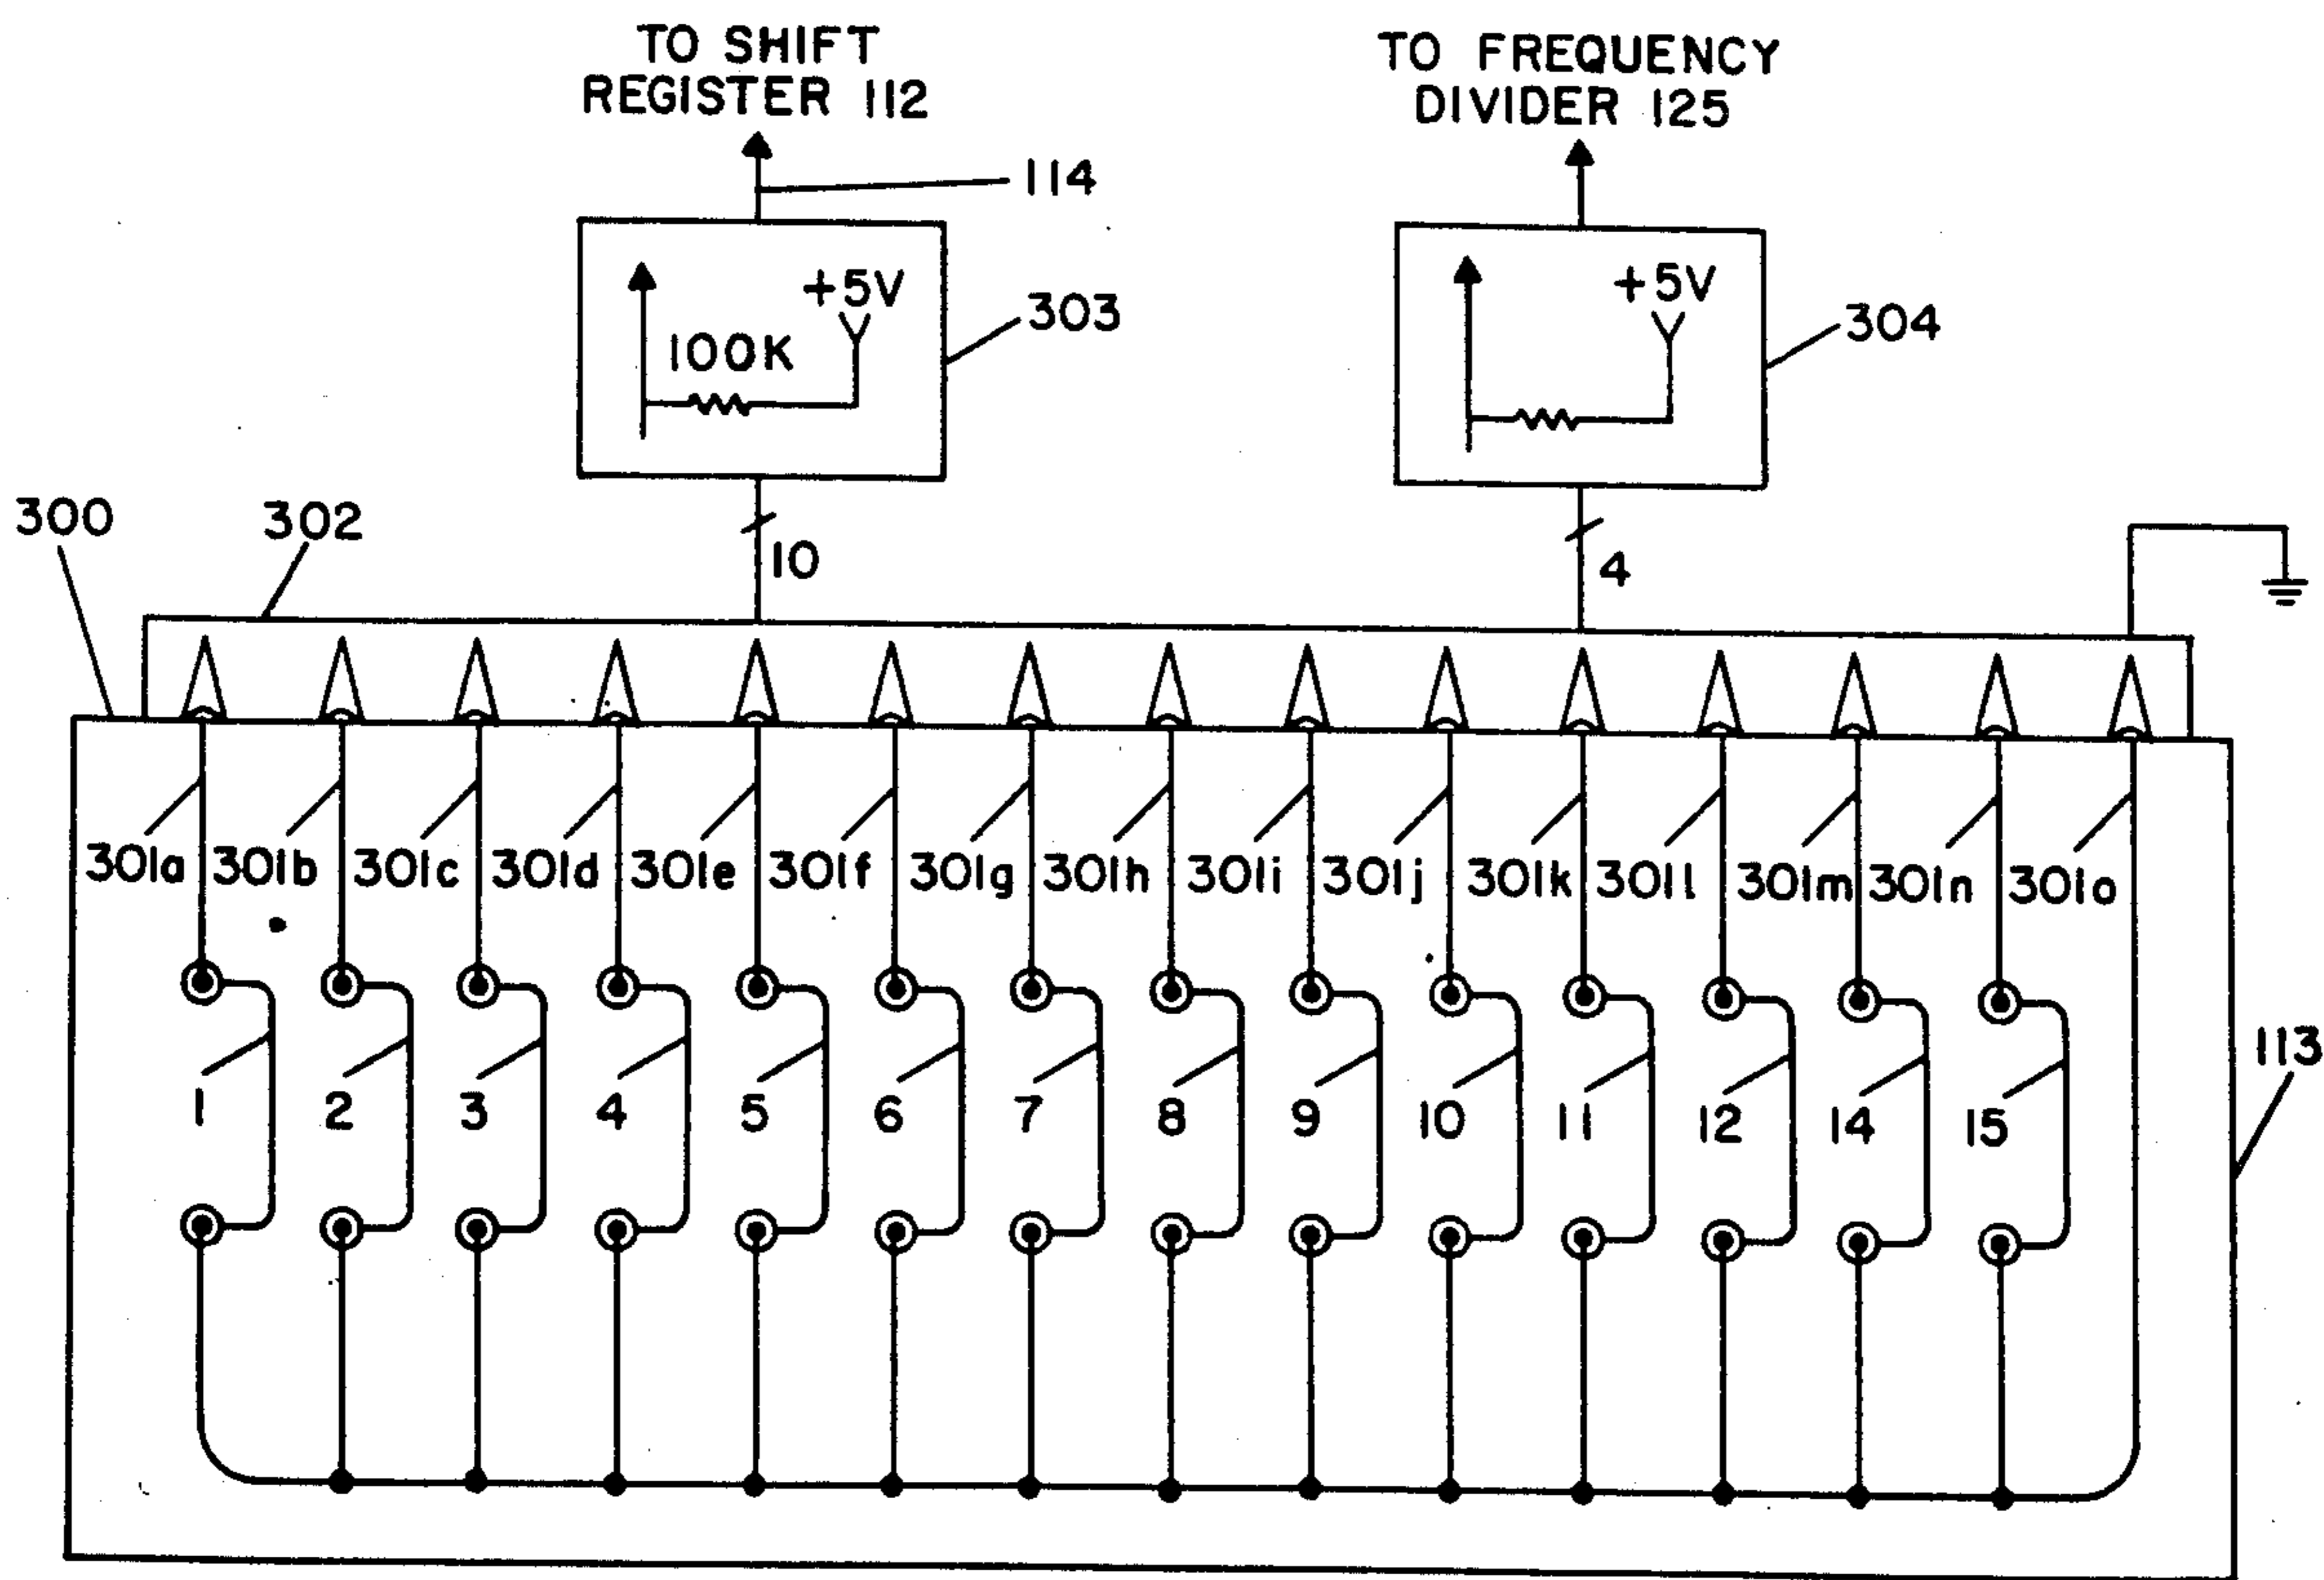 TO SHIFT
REGISTER 112
TO FREQUENCY
DIVIDER 125
114
+5V
100K
303
+5V
304
300
302
10
4
301a 301b 301c 301d 301e 301f 301g 301h 301i 301j 301k 301l 301m 301n 301o
113
1 2 3 4 5 6 7 8 9 10 11 12 14 15